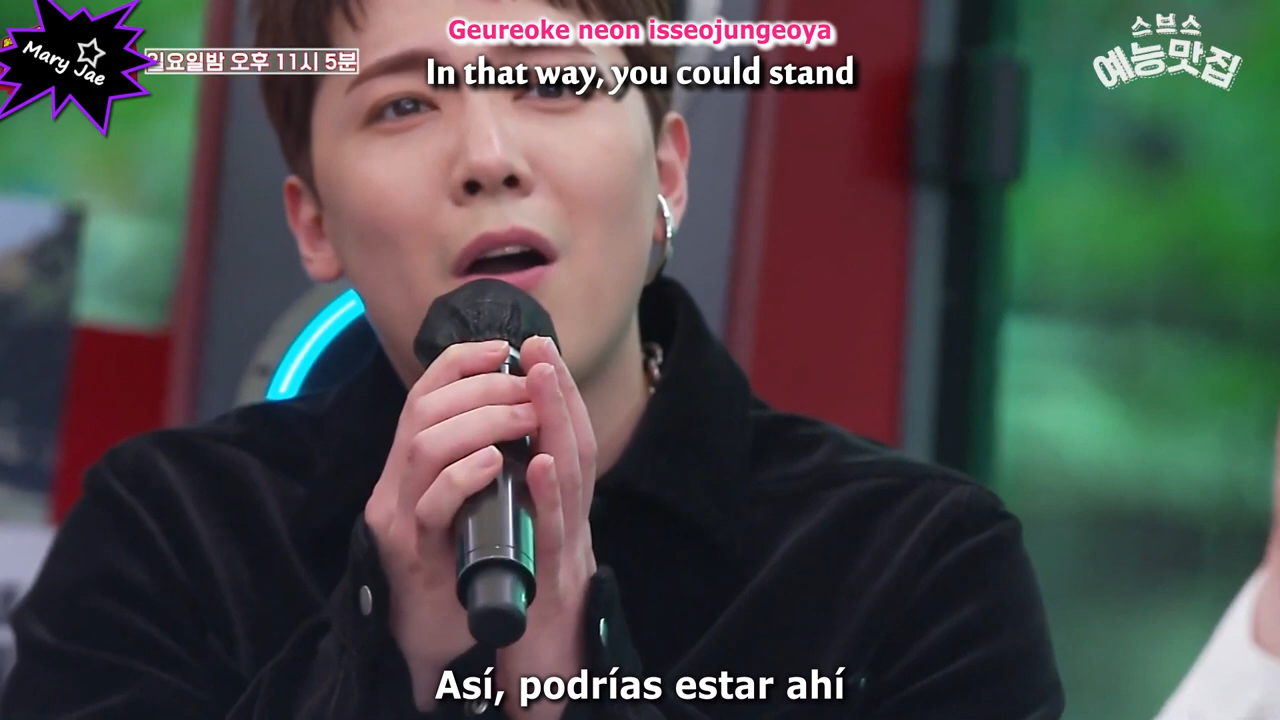 Geureoke neon isseojungeoya
스브스
예능맛집
Mary Jae
일요일밤 오후 11시 5분
In that way, you could stand
Así, podrías estar ahí